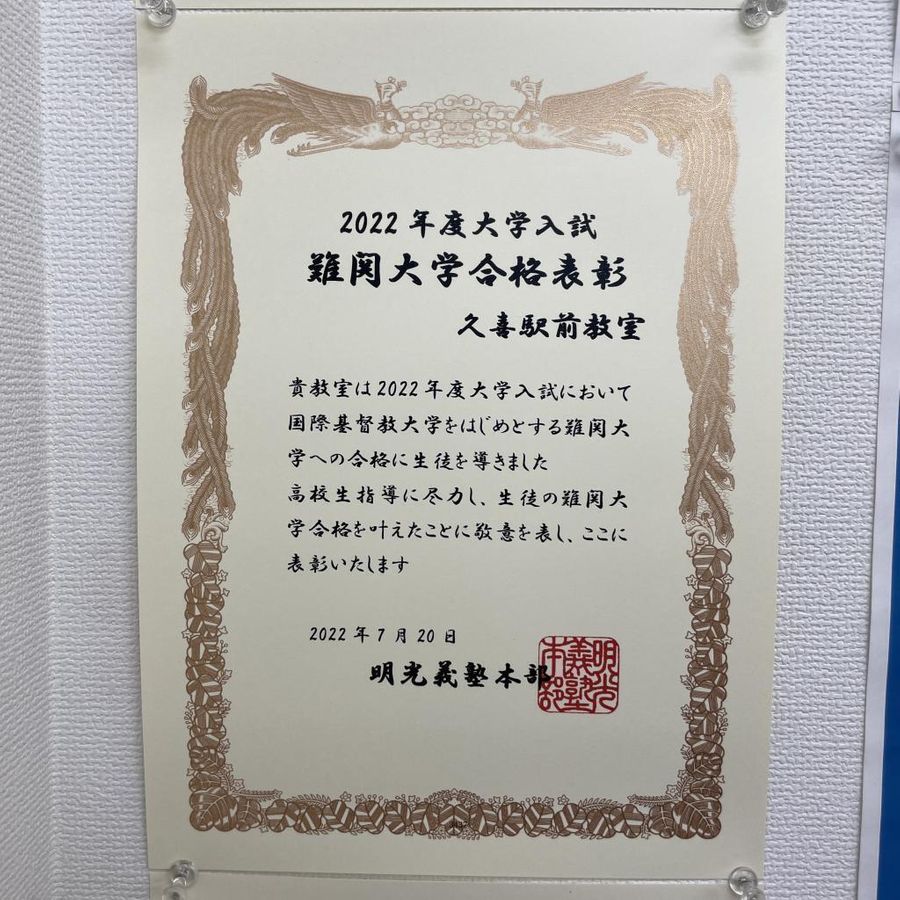 2022年度大学入試
難関大学合格表彰
久喜駅前教室
貴教室は2022年度大学入試において
国際基督教大学をはじめとする難関大
学への合格に生徒を導きました
高校生指導に尽力し、生徒の難関大
学合格を叶えたことに敬意を表し、ここに
表彰いたします
2022年7月20日
明光義塾本部
明光
義塾
本部